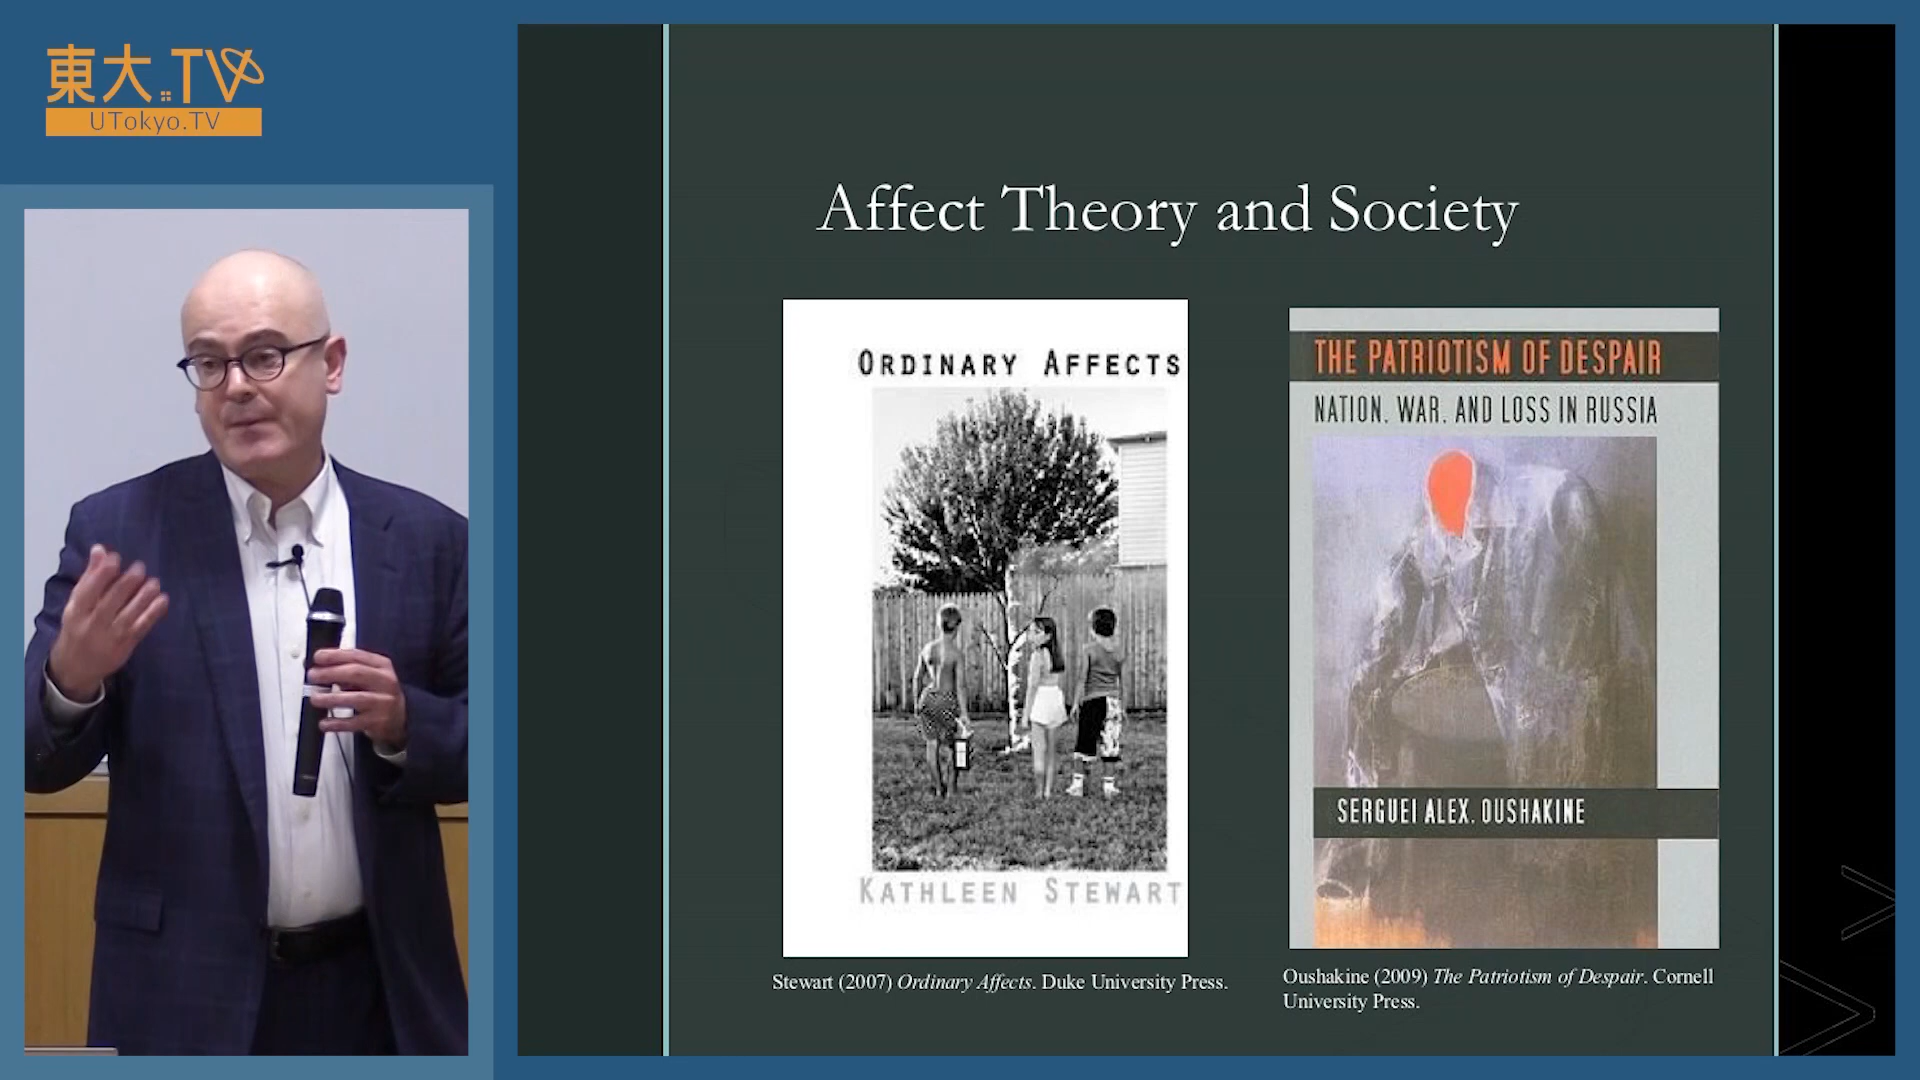 東大.TV
UTokyo.TV
Affect Theory and Society
ORDINARY AFFECTS
KATHLEEN STEWART
Stewart (2007) Ordinary Affects. Duke University Press.
THE PATRIOTISM OF DESPAIR
NATION, WAR, AND LOSS IN RUSSIA
SERGUEI ALEX. OUSHAKINE
Oushakine (2009) The Patriotism of Despair. Cornell
University Press.